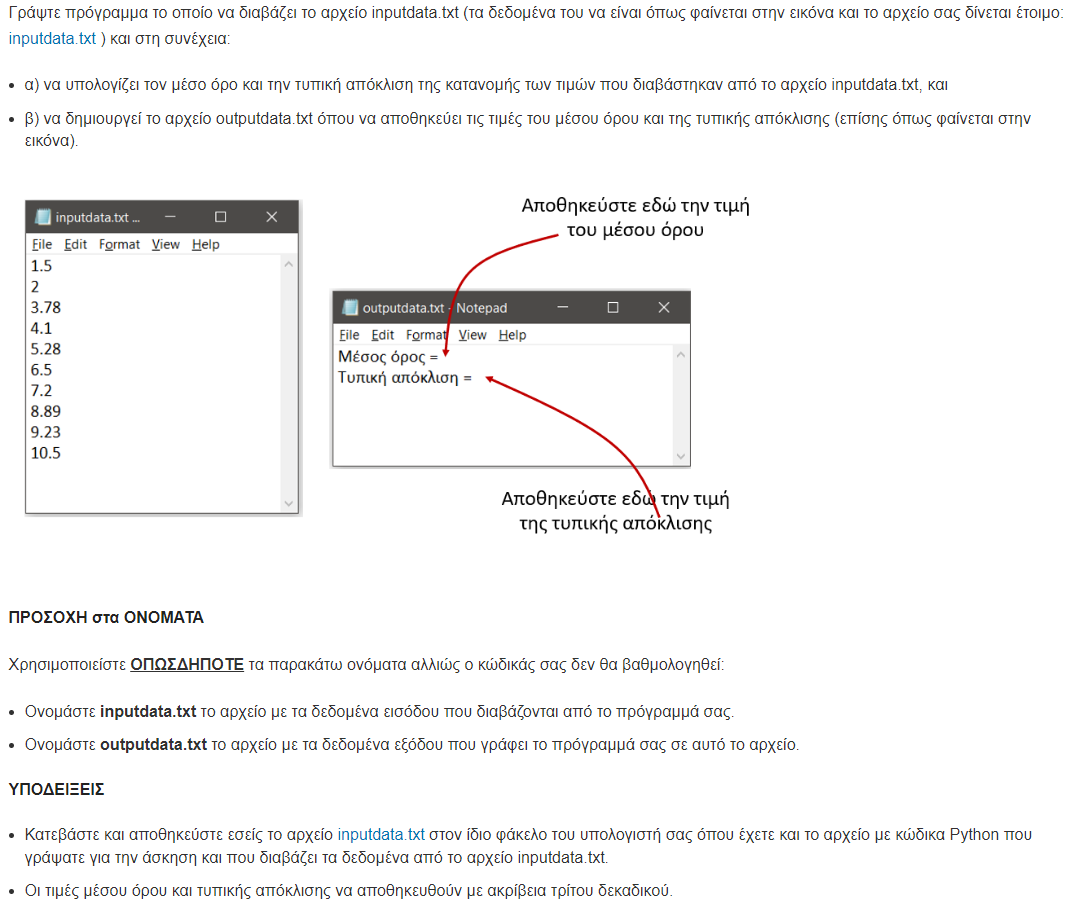 Γράψτε πρόγραμμα το οποίο να διαβάζει το αρχείο inputdata.txt (τα δεδομένα του να είναι όπως φαίνεται στην εικόνα και το αρχείο σας δίνεται έτοιμο:
inputdata.txt ) και στη συνέχεια:
• α) να υπολογίζει τον μέσο όρο και την τυπική απόκλιση της κατανομής των τιμών που διαβάστηκαν από το αρχείο inputdata.txt, και
• β) να δημιουργεί το αρχείο outputdata.txt όπου να αποθηκεύει τις τιμές του μέσου όρου και της τυπικής απόκλισης (επίσης όπως φαίνεται στην
εικόνα).
inputdata.txt ...
File Edit Format View Help
1.5
2
3.78
4.1
5.28
6.5
7.2
8.89
9.23
10.5
Αποθηκεύστε εδώ την τιμή
του μέσου όρου
outputdata.txt - Notepad
File Edit Format View Help
Μέσος όρος =
Τυπική απόκλιση =
Αποθηκεύστε εδώ την τιμή
της τυπικής απόκλισης
ΠΡΟΣΟΧΗ στα ΟΝΟΜΑΤΑ
Χρησιμοποιείστε ΟΠΩΣΔΗΠΟΤΕ τα παρακάτω ονόματα αλλιώς ο κώδικάς σας δεν θα βαθμολογηθεί:
• Ονομάστε inputdata.txt το αρχείο με τα δεδομένα εισόδου που διαβάζονται από το πρόγραμμά σας.
• Ονομάστε outputdata.txt το αρχείο με τα δεδομένα εξόδου που γράφει το πρόγραμμά σας σε αυτό το αρχείο.
ΥΠΟΔΕΙΞΕΙΣ
• Κατεβάστε και αποθηκεύστε εσείς το αρχείο inputdata.txt στον ίδιο φάκελο του υπολογιστή σας όπου έχετε και το αρχείο με κώδικα Python που
γράψατε για την άσκηση και που διαβάζει τα δεδομένα από το αρχείο inputdata.txt.
• Οι τιμές μέσου όρου και τυπικής απόκλισης να αποθηκευθούν με ακρίβεια τρίτου δεκαδικού.